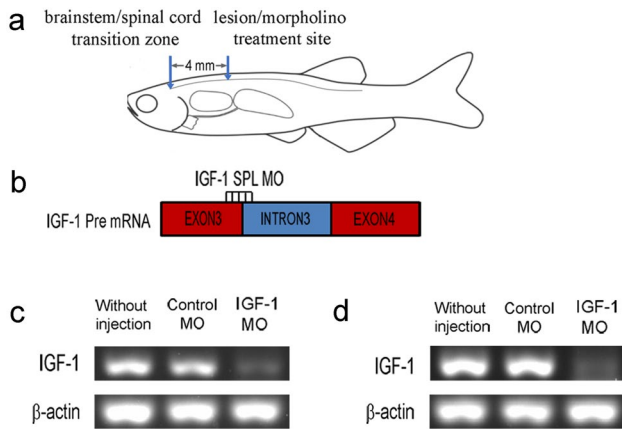 a
brainstem/spinal cord
transition zone
lesion/morpholino
treatment site
4 mm
b
IGF-1 SPL MO
IGF-1 Pre mRNA
EXON3
INTRON3
EXON4
c
Without
injection
Control
MO
IGF-1
MO
IGF-1
β-actin
d
Without
injection
Control
MO
IGF-1
MO
IGF-1
β-actin